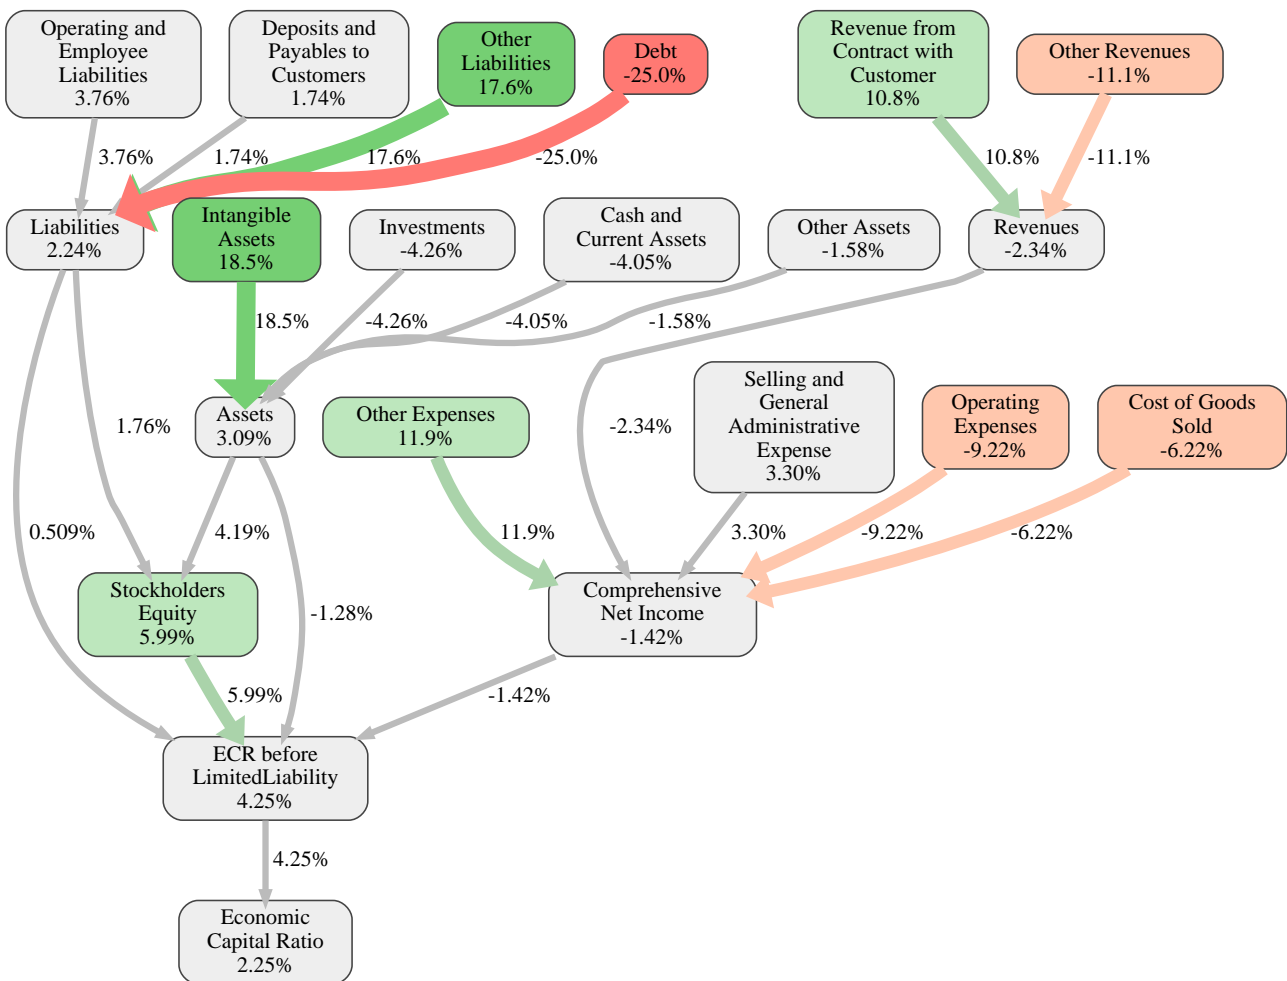 Operating and
Employee
Liabilities
3.76%
Deposits and
Payables to
Customers
1.74%
Other
Liabilities
17.6%
Debt
-25.0%
Revenue from
Contract with
Customer
10.8%
Other Revenues
-11.1%
3.76%
1.74%
17.6%
-25.0%
10.8%
-11.1%
Liabilities
2.24%
Intangible
Assets
18.5%
Investments
-4.26%
Cash and
Current Assets
-4.05%
Other Assets
-1.58%
Revenues
-2.34%
18.5%
-4.26%
-4.05%
-1.58%
1.76%
Assets
3.09%
Other Expenses
11.9%
-2.34%
Selling and
General
Administrative
Expense
3.30%
Operating
Expenses
-9.22%
Cost of Goods
Sold
-6.22%
0.509%
4.19%
11.9%
3.30%
-9.22%
-6.22%
Stockholders
Equity
5.99%
-1.28%
Comprehensive
Net Income
-1.42%
5.99%
-1.42%
ECR before
LimitedLiability
4.25%
4.25%
Economic
Capital Ratio
2.25%